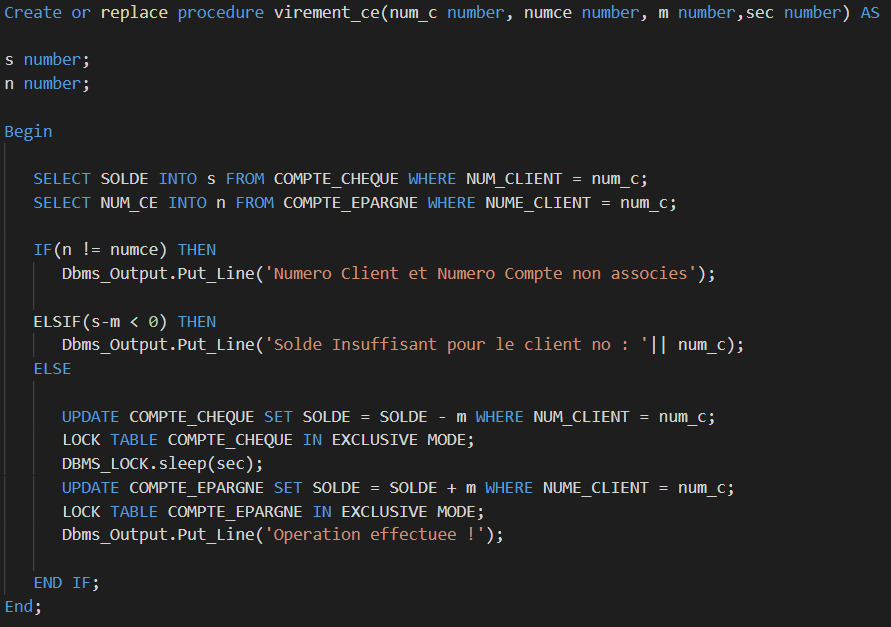 Create or replace procedure virement_ce(num_c number, numce number, m number,sec number) AS
s number;
n number;
Begin
SELECT SOLDE INTO s FROM COMPTE_CHEQUE WHERE NUM_CLIENT = num_c;
SELECT NUM_CE INTO n FROM COMPTE_EPARGNE WHERE NUME_CLIENT = num_c;
IF(n != numce) THEN
Dbms_Output.Put_Line('Numero Client et Numero Compte non associes');
ELSIF(s-m < 0) THEN
Dbms_Output.Put_Line('Solde Insuffisant pour le client no : '|| num_c);
ELSE
UPDATE COMPTE_CHEQUE SET SOLDE = SOLDE - m WHERE NUM_CLIENT = num_c;
LOCK TABLE COMPTE_CHEQUE IN EXCLUSIVE MODE;
DBMS_LOCK.sleep(sec);
UPDATE COMPTE_EPARGNE SET SOLDE = SOLDE + m WHERE NUME_CLIENT = num_c;
LOCK TABLE COMPTE_EPARGNE IN EXCLUSIVE MODE;
Dbms_Output.Put_Line('Operation effectuee !');
END IF;
End;